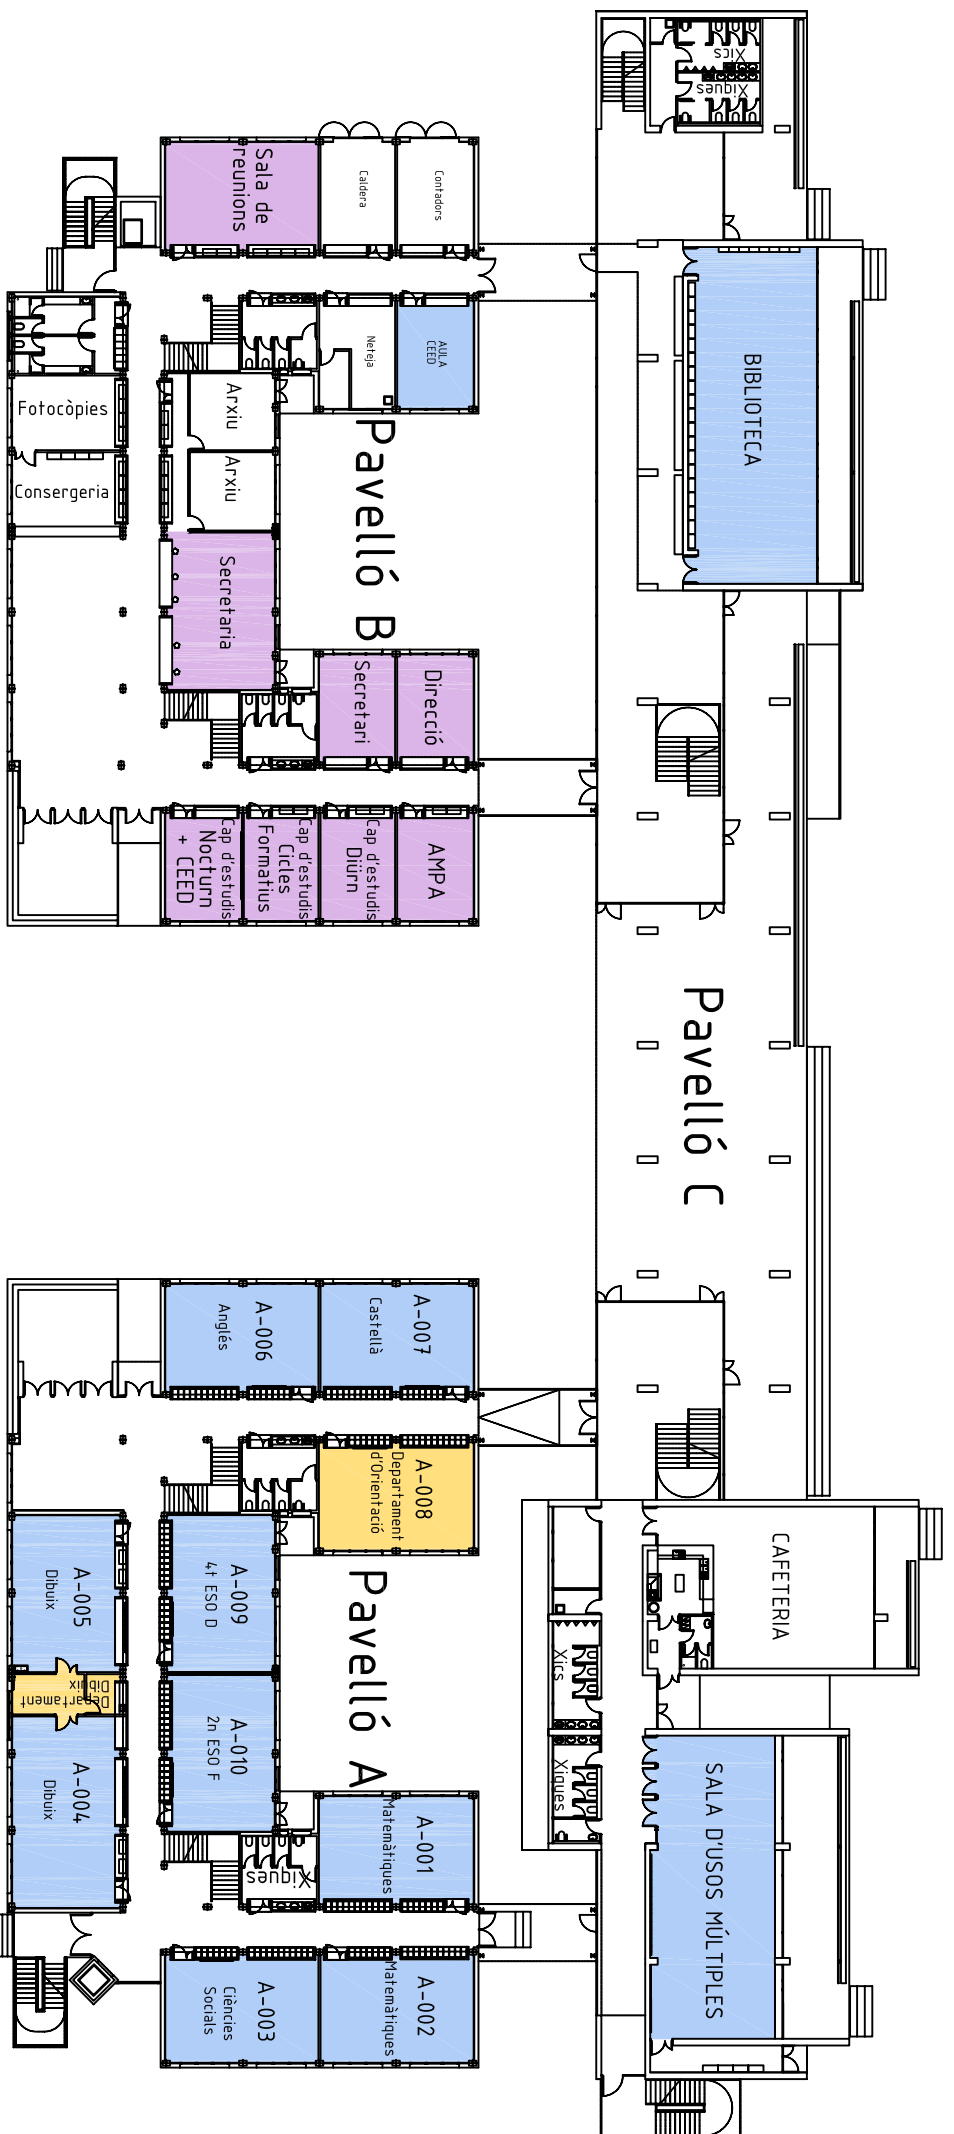 Xics
Xiques
Sala de
reunions
Caldera
Contadors
Neteja
AULA
CEED
BIBLIOTECA
Fotocòpies
Consergeria
Arxiu
Arxiu
Pavelló B
Secretaria
Secretari
Direcció
Cap d'estudis
Nocturn
+ CEED
Cap d'estudis
Cicles
Formatius
Cap d'estudis
Diürn
AMPA
Pavelló C
A-006
Anglés
A-007
Castellà
A-008
Departament
d'Orientació
A-005
Dibuix
A-009
4t ESO D
Departament
Dibuix
A-004
Dibuix
A-010
2n ESO F
Pavelló A
A-001
Matemàtiques
Xiques
A-003
Ciències
Socials
A-002
Matemàtiques
CAFETERIA
Xics
Xiques
SALA D'USOS MÚLTIPLES